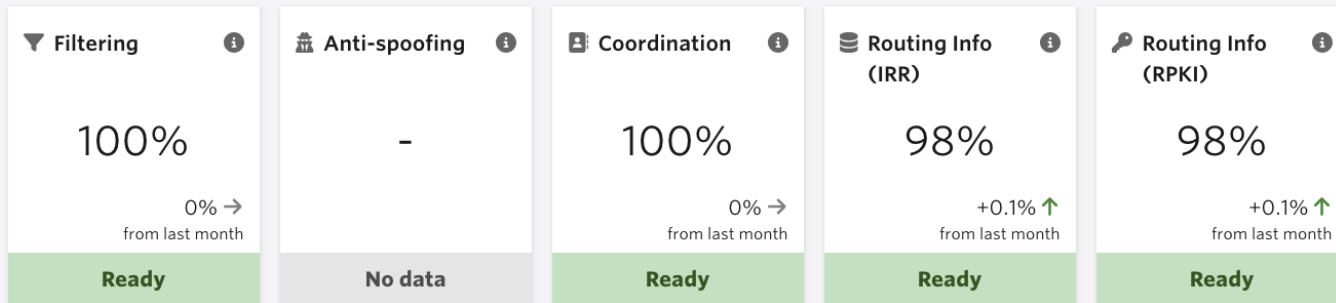 Filtering
100%
0%
from last month
Ready
Anti-spoofing
-
No data
Coordination
100%
0%
from last month
Ready
Routing Info
(IRR)
98%
+0.1%
from last month
Ready
Routing Info
(RPKI)
98%
+0.1%
from last month
Ready